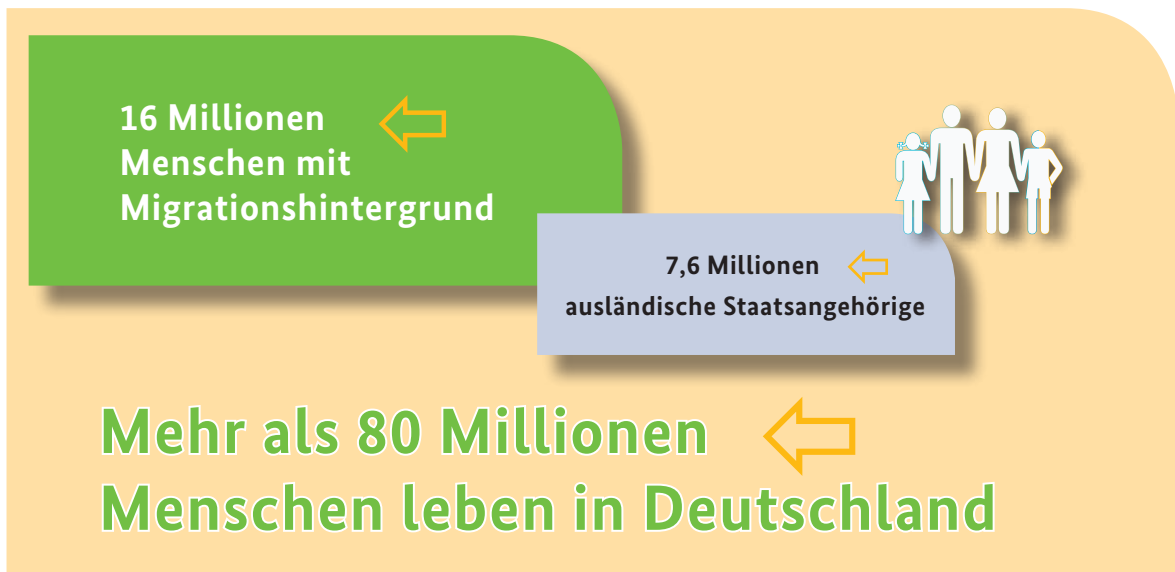 16 Millionen
Menschen mit
Migrationshintergrund
7,6 Millionen
ausländische Staatsangehörige
Mehr als 80 Millionen
Menschen leben in Deutschland